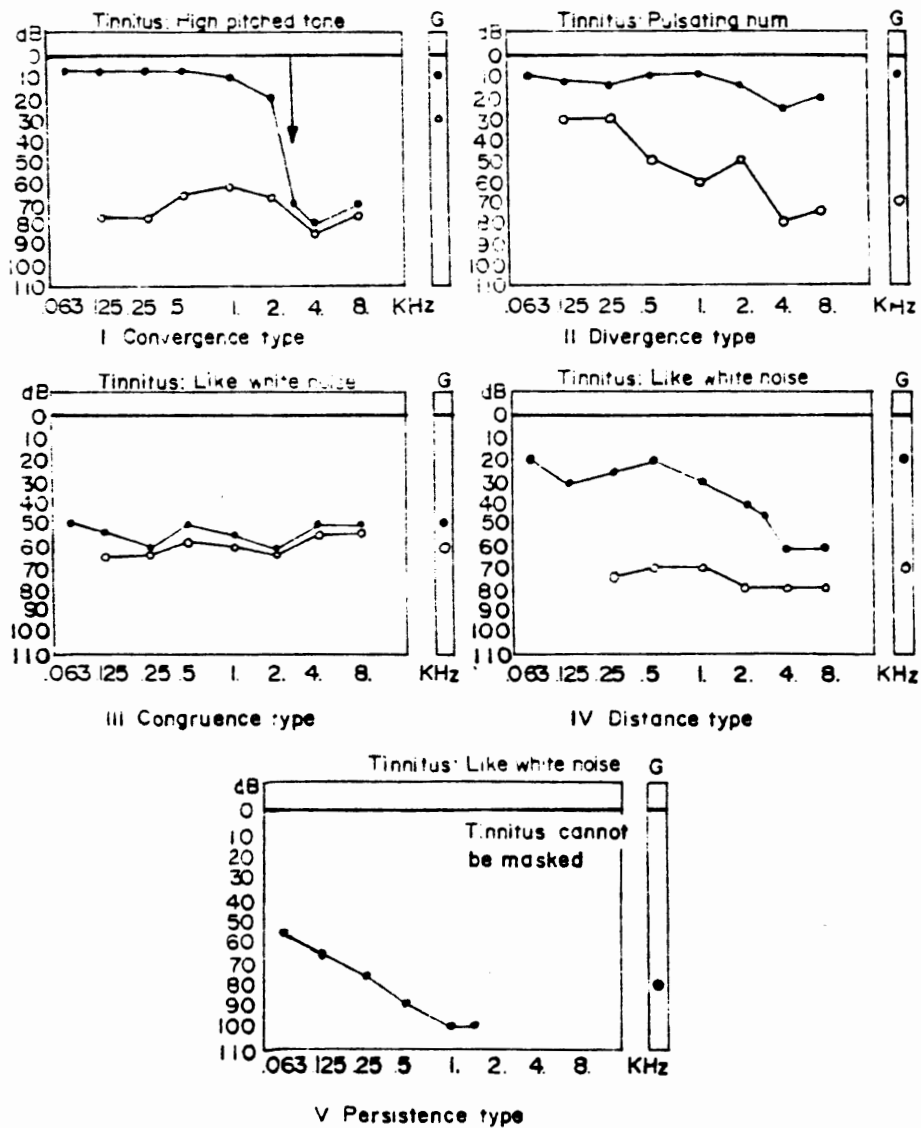 Tinnitus: High pitched tone
G
dB
0
10
20
30
50
60
70
80
90
100
110
.063 .125 .25 .5 1. 2. 4. 8. KHz
I Convergence type
Tinnitus: Pulsating hum
G
dB
0
10
20
30
50
60
70
80
90
100
110
.063 .125 .25 .5 1. 2. 4. 8. KHz
II Divergence type
Tinnitus: Like white noise
G
dB
0
10
20
30
50
60
70
80
90
100
110
.063 .125 .25 .5 1. 2. 4. 8. KHz
III Congruence type
Tinnitus: Like white noise
G
dB
0
10
20
30
40
50
60
70
80
90
100
110
.063 .125 .25 .5 1. 2. 4. 8. KHz
IV Distance type
Tinnitus: Like white noise
G
dB
0
10
20
30
40
50
60
70
80
90
100
110
Tinnitus cannot
be masked
.063 .125 .25 .5 1. 2. 4. 8. KHz
V Persistence type